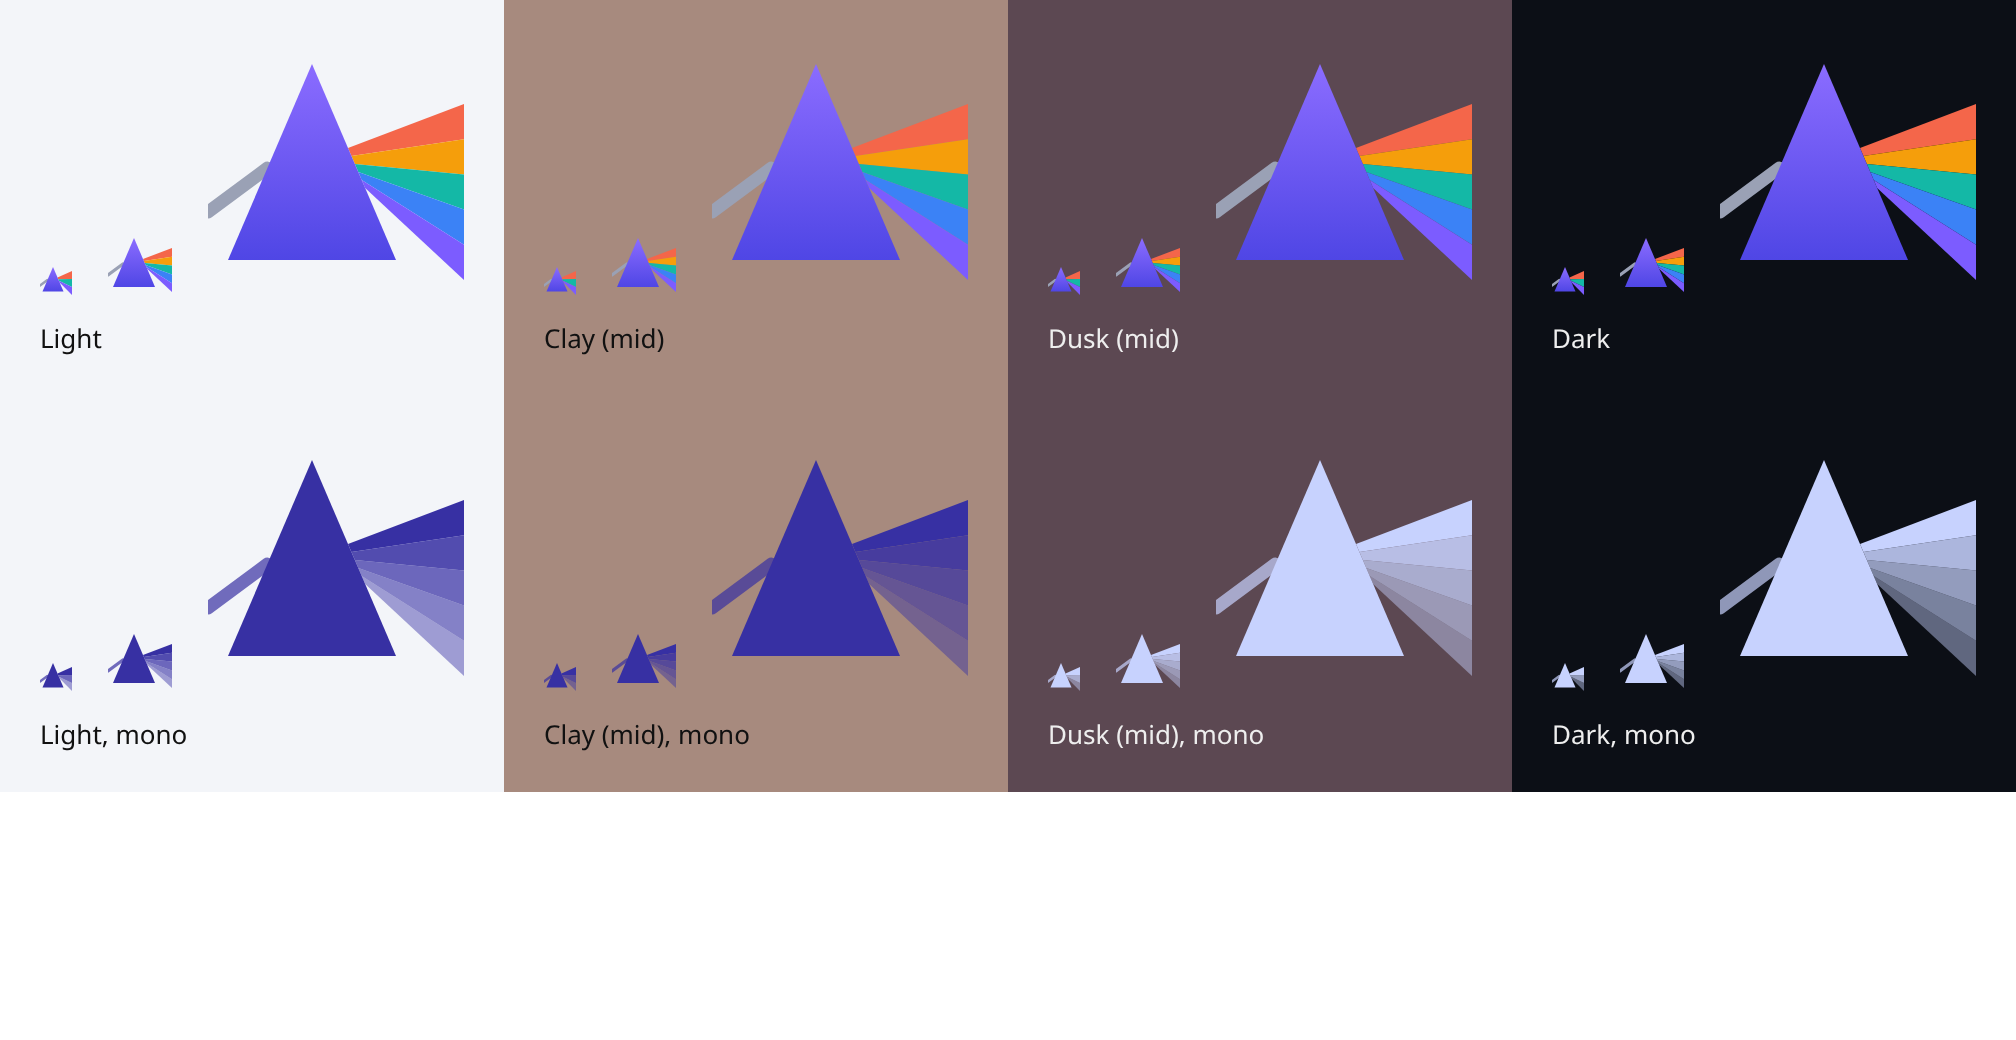 Light
Clay (mid)
Dusk (mid)
Dark
Light, mono
Clay (mid), mono
Dusk (mid), mono
Dark, mono